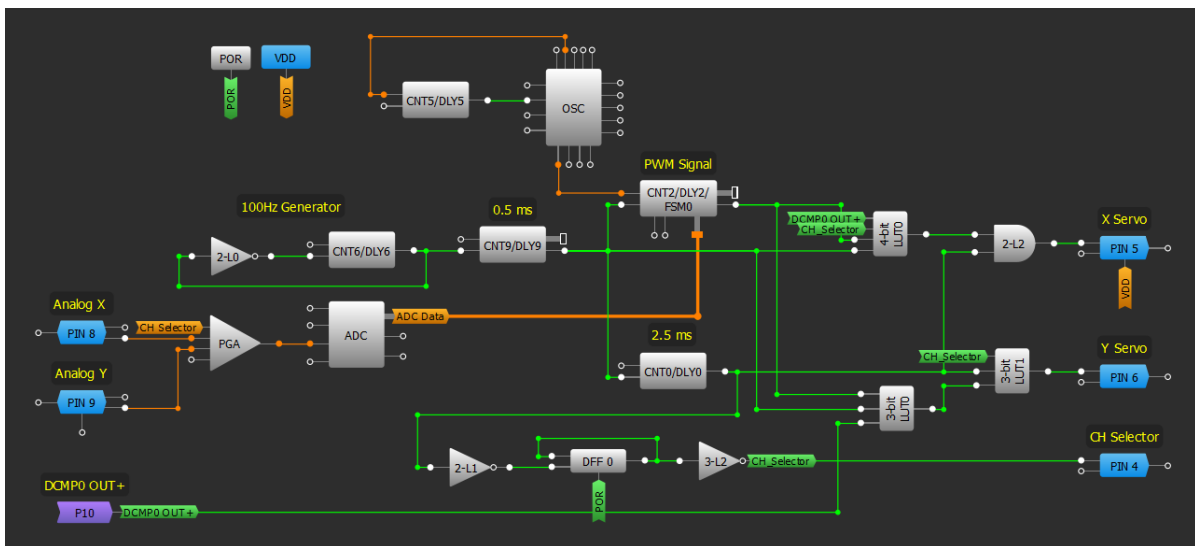 POR
VDD
POR
VDD
CNT5/DLY5
OSC
PWM Signal
CNT2/DLY2/
FSM0
100Hz Generator
0.5 ms
2-L0
CNT6/DLY6
CNT9/DLY9
DCMP0 OUT+
CH_Selector
4-bit
LUT0
2-L2
X Servo
PIN 5
VDD
Analog X
PIN 8
CH Selector
PGA
ADC
ADC Data
2.5 ms
CNT0/DLY0
Analog Y
PIN 9
CH_Selector
3-bit
LUT1
Y Servo
PIN 6
3-bit
LUT0
2-L1
DFF 0
POR
3-L2
CH_Selector
CH Selector
PIN 4
DCMP0 OUT+
P10
DCMP0 OUT+